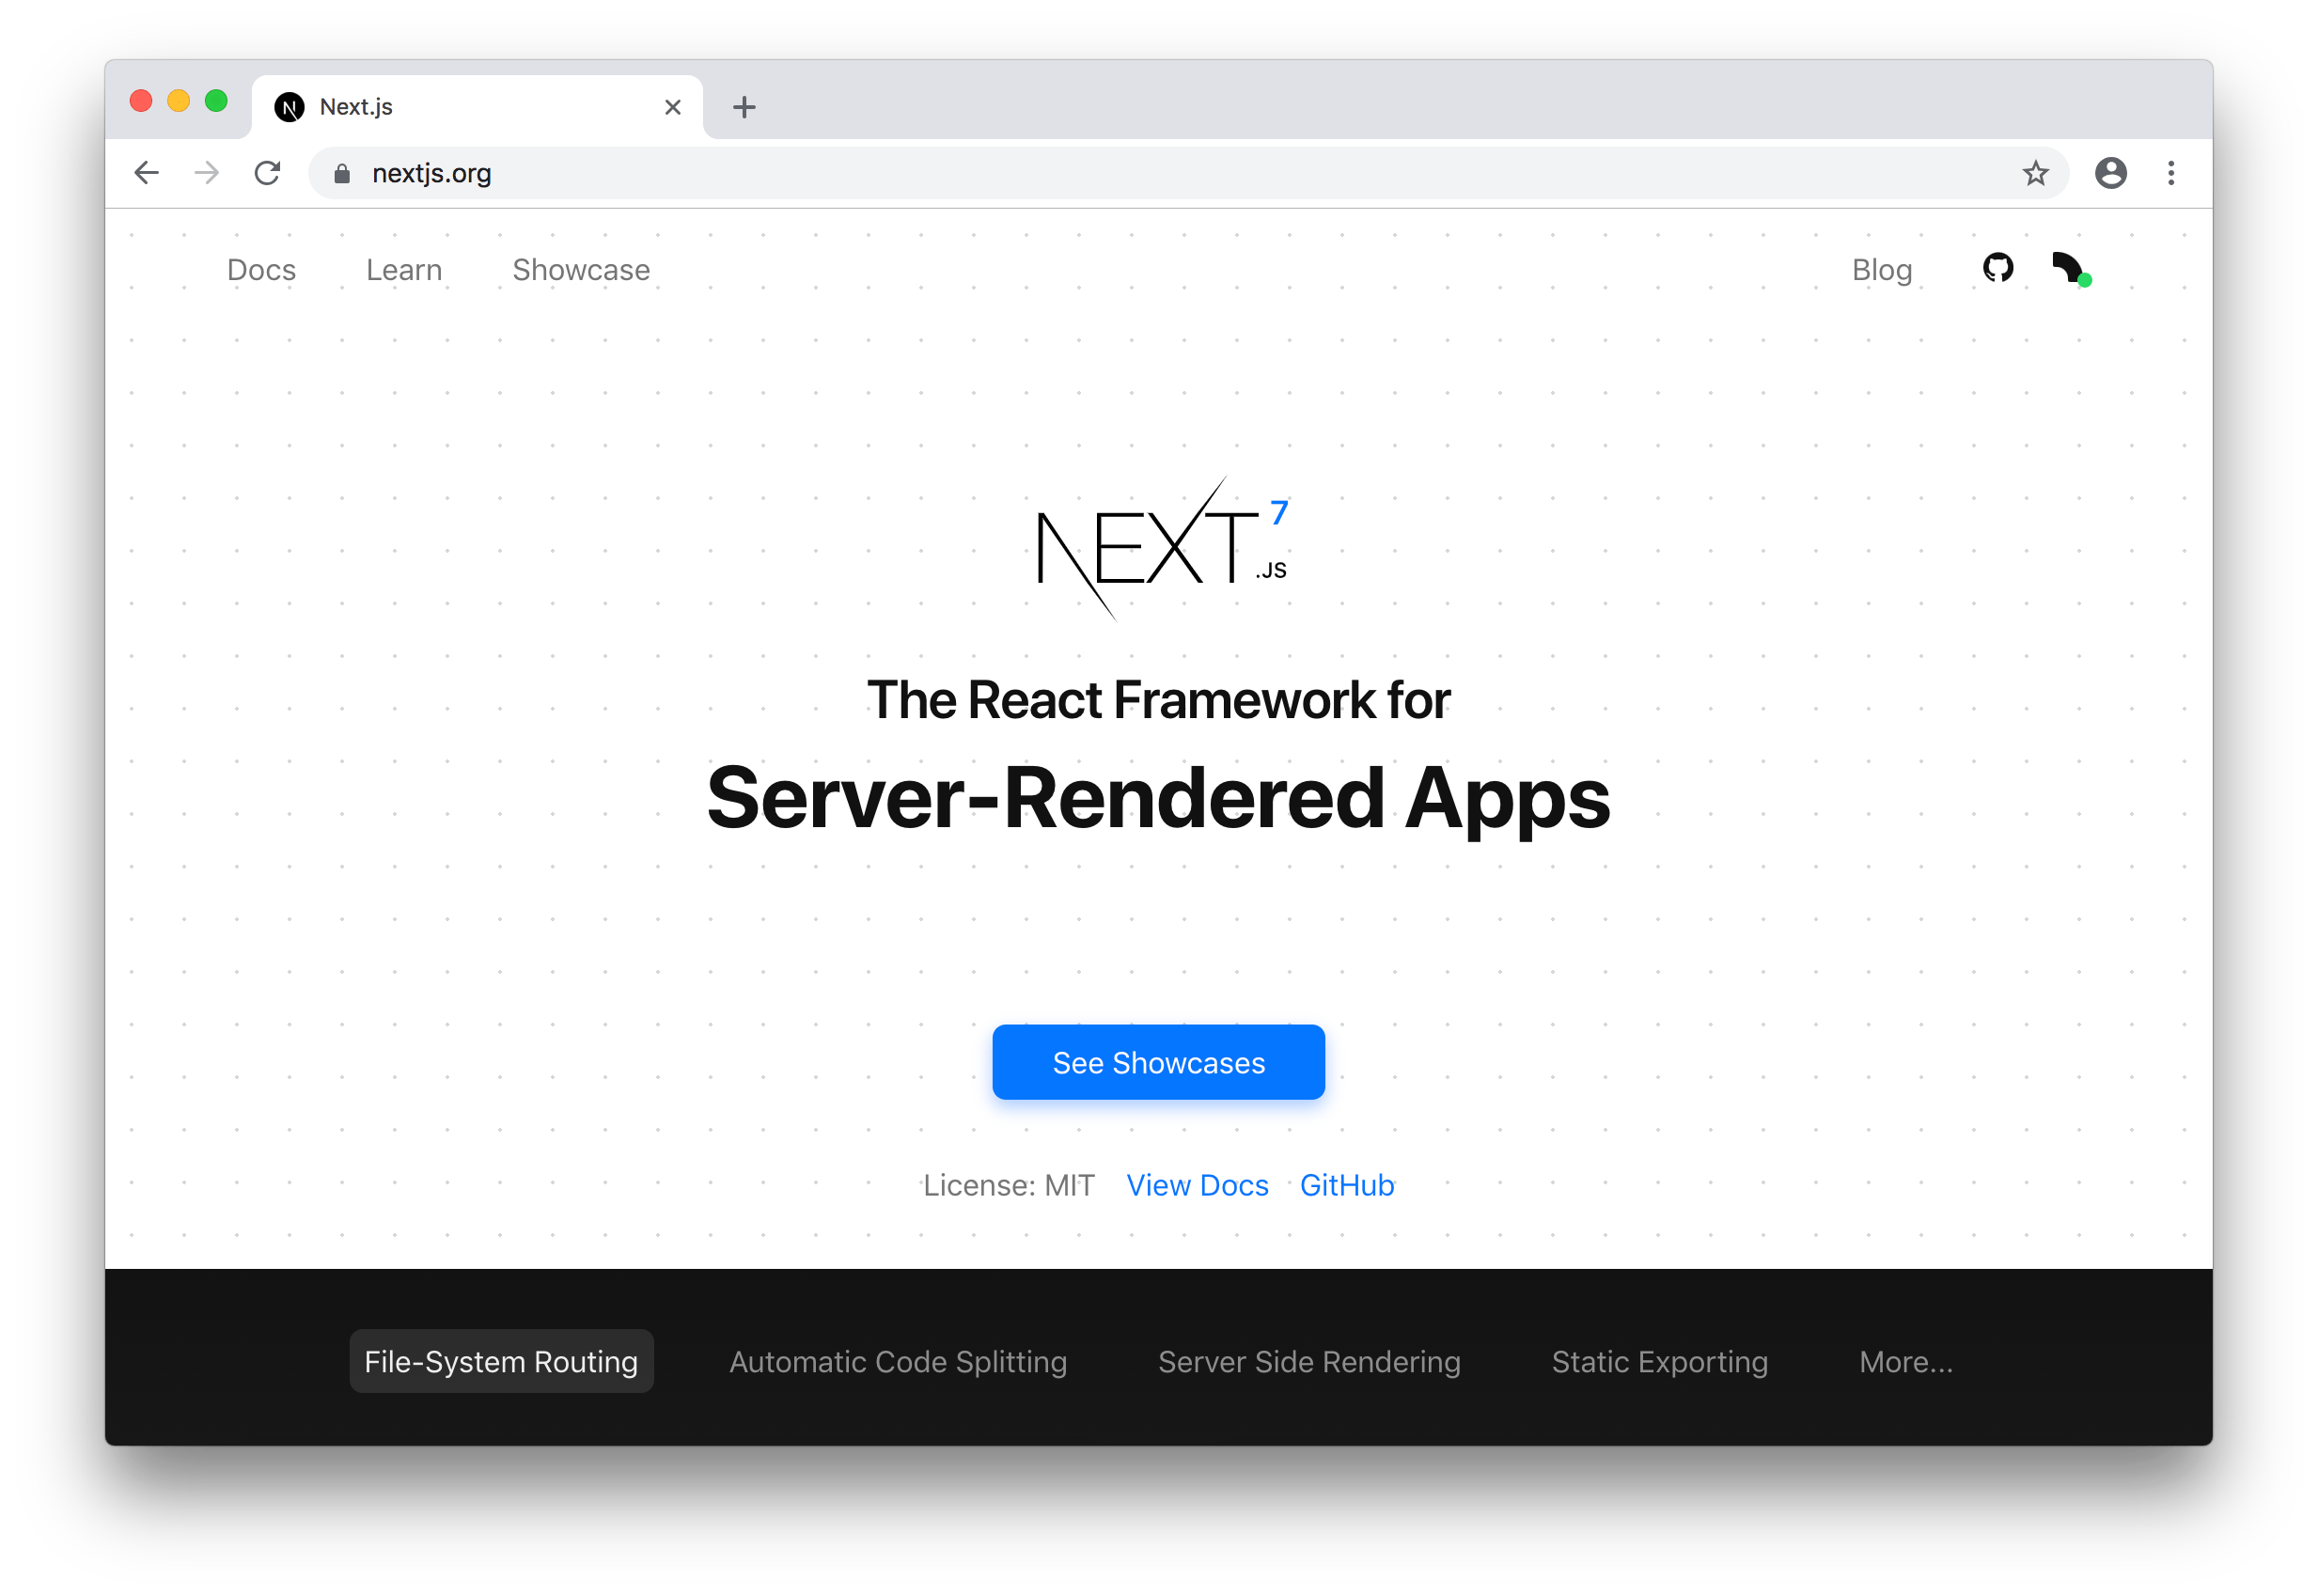 Next.js
nextjs.org
Docs Learn Showcase Blog
NEXT.JS 7
The React Framework for
Server-Rendered Apps
See Showcases
License: MIT View Docs GitHub
File-System Routing Automatic Code Splitting Server Side Rendering Static Exporting More...